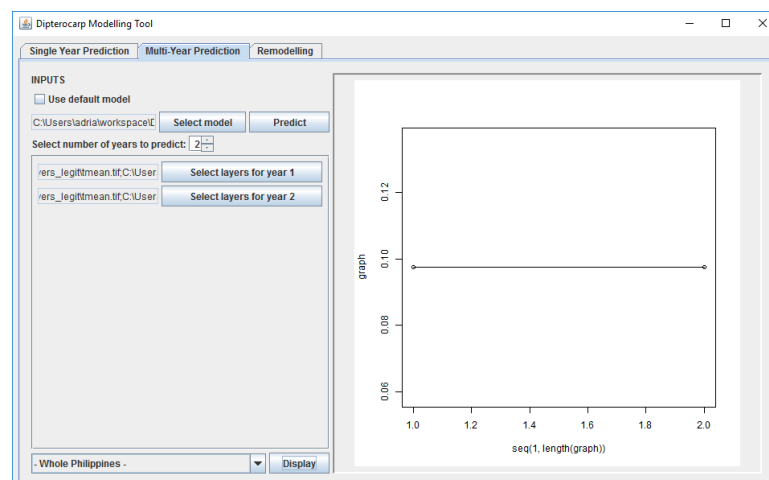 Dipterocarp Modelling Tool
Single Year Prediction Multi-Year Prediction Remodelling
INPUTS
Use default model
C:\Users\adria\workspace\D Select model Predict
Select number of years to predict: 2
vers_legit\tmean.tif;C:\User Select layers for year 1
vers_legit\tmean.tif;C:\User Select layers for year 2
- Whole Philippines - Display
graph
0.12
0.10
0.08
0.06
1.0 1.2 1.4 1.6 1.8 2.0
seq(1, length(graph))